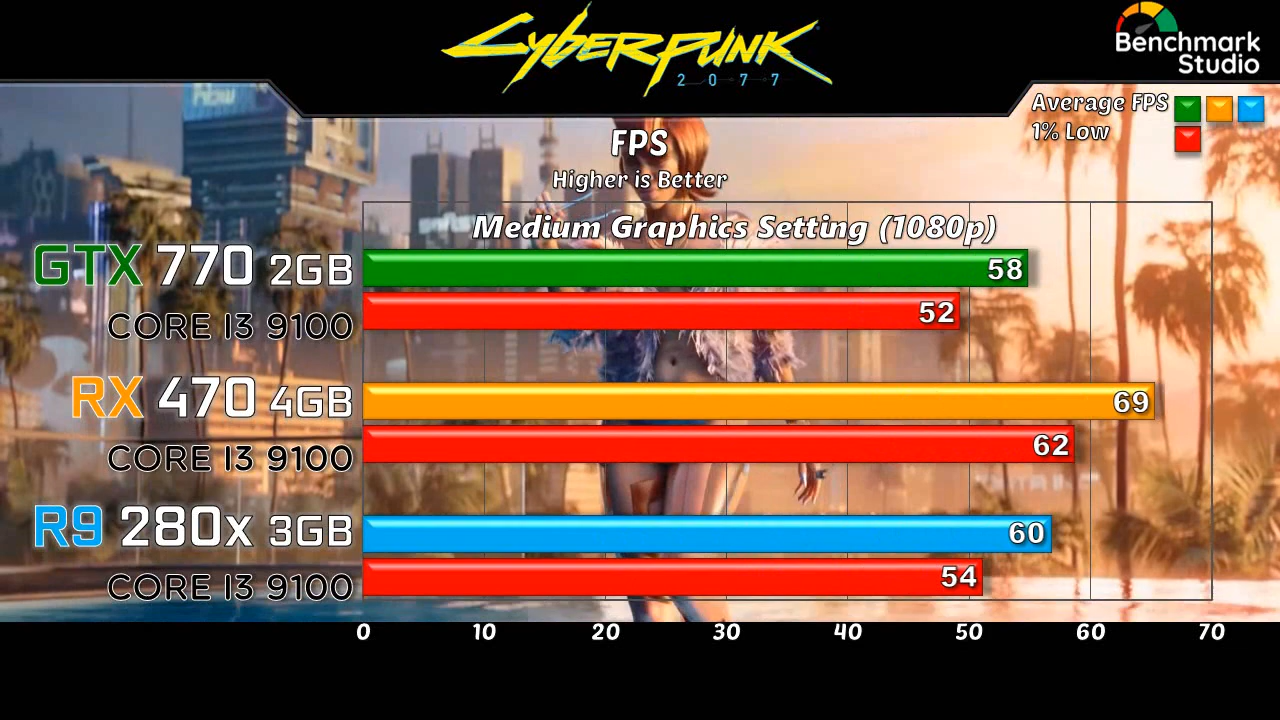 CYBERPUNK
2077
Benchmark
Studio
Now
Average FPS
1% Low
FPS
Higher is Better
Medium Graphics Setting (1080p)
GTX 770 2GB
58
CORE I3 9100
52
RX 470 4GB
69
CORE I3 9100
62
R9 280x 3GB
60
CORE I3 9100
54
0 10 20 30 40 50 60 70